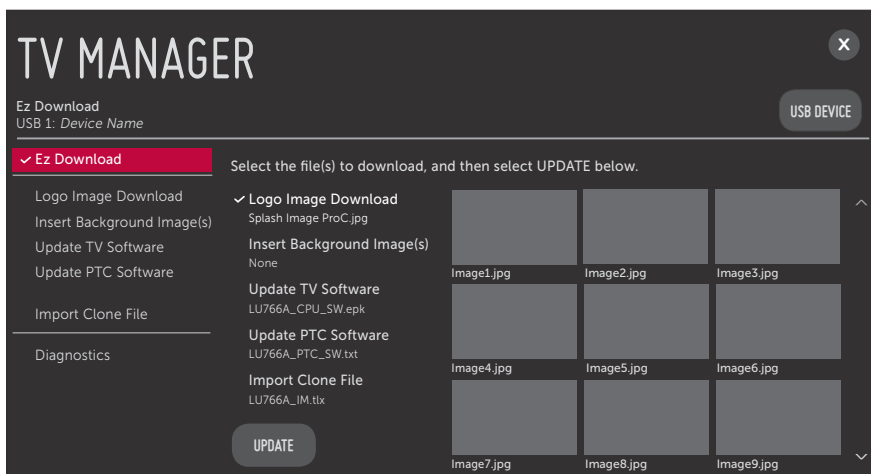 TV MANAGER
X
Ez Download
USB 1: Device Name
USB DEVICE
Ez Download
Logo Image Download
Insert Background Image(s)
Update TV Software
Update PTC Software
Import Clone File
Diagnostics
Select the file(s) to download, and then select UPDATE below.
Logo Image Download
Splash Image ProC.jpg
Insert Background Image(s)
None
Update TV Software
LU766A_CPU_SW.epk
Update PTC Software
LU766A_PTC_SW.txt
Import Clone File
LU766A_IM.tlx
UPDATE
Image1.jpg
Image2.jpg
Image3.jpg
Image4.jpg
Image5.jpg
Image6.jpg
Image7.jpg
Image8.jpg
Image9.jpg